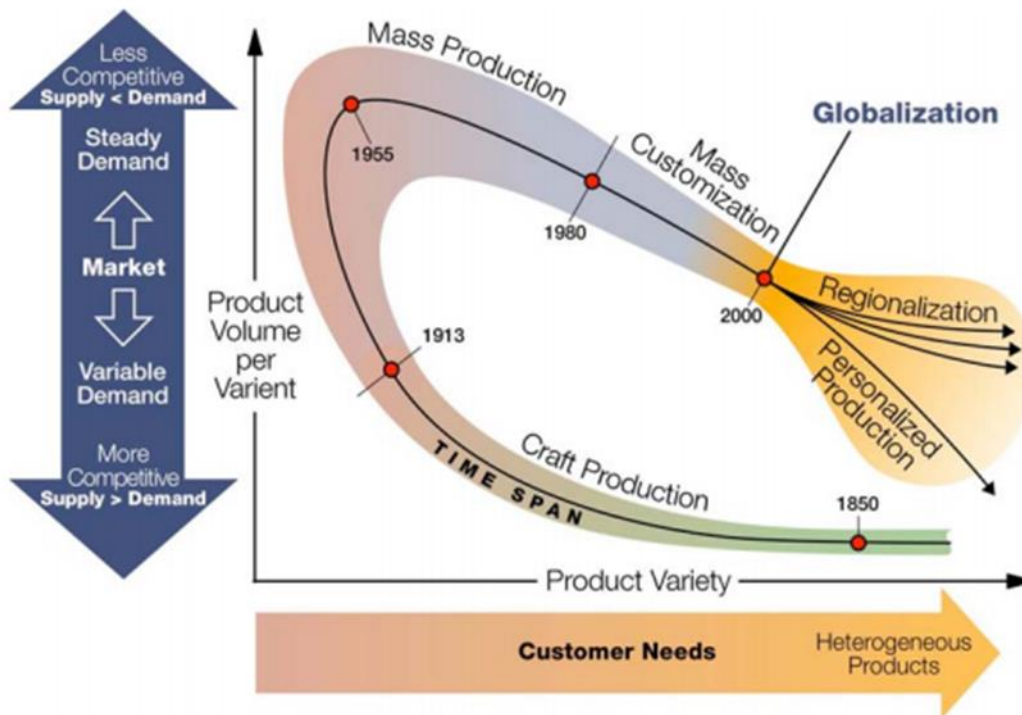 Less
Competitive
Supply < Demand
Steady
Demand
Market
Variable
Demand
More
Competitive
Supply > Demand
Product
Volume
per
Varient
Mass Production
Mass
Customization
Globalization
1955
1980
2000
1913
1850
Regionalization
Personalized
Production
Craft Production
TIME SPAN
Product Variety
Customer Needs
Heterogeneous
Products